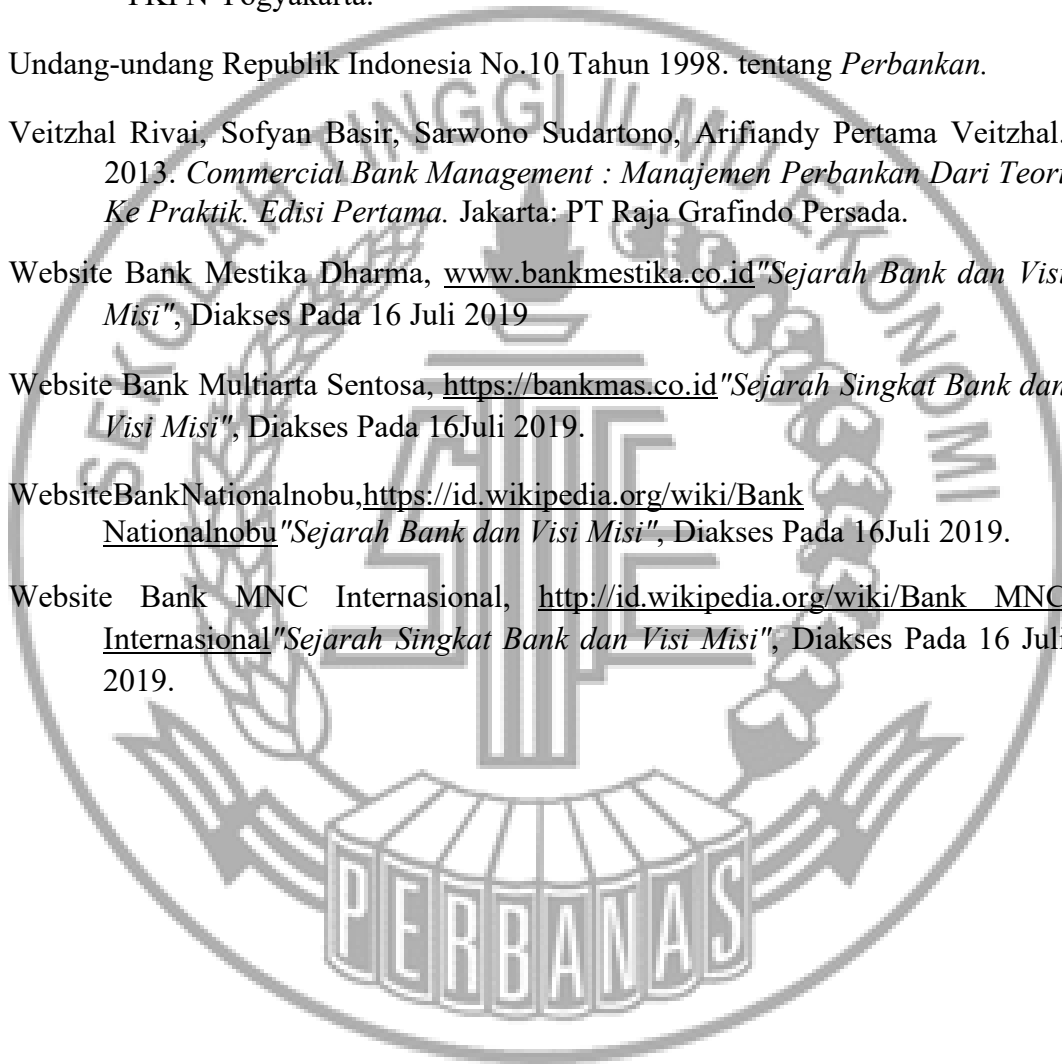 YKPN Yogyakarta.
Undang-undang Republik Indonesia No.10 Tahun 1998. tentang Perbankan.
Veitzhal Rivai, Sofyan Basir, Sarwono Sudartono, Arifiandy Pertama Veitzhal.
2013. Commercial Bank Management : Manajemen Perbankan Dari Teori
Ke Praktik. Edisi Pertama. Jakarta: PT Raja Grafindo Persada.
Website Bank Mestika Dharma, www.bankmestika.co.id"Sejarah Bank dan Visi
Misi", Diakses Pada 16 Juli 2019
Website Bank Multiarta Sentosa, https://bankmas.co.id"Sejarah Singkat Bank dan
Visi Misi", Diakses Pada 16Juli 2019.
WebsiteBankNationalnobu,https://id.wikipedia.org/wiki/Bank
Nationalnobu"Sejarah Bank dan Visi Misi", Diakses Pada 16Juli 2019.
Website Bank MNC Internasional, http://id.wikipedia.org/wiki/Bank MNC
Internasional"Sejarah Singkat Bank dan Visi Misi", Diakses Pada 16 Juli
2019.
SEKOLAH TINGGI ILMU EKONOMI
PERBANAS